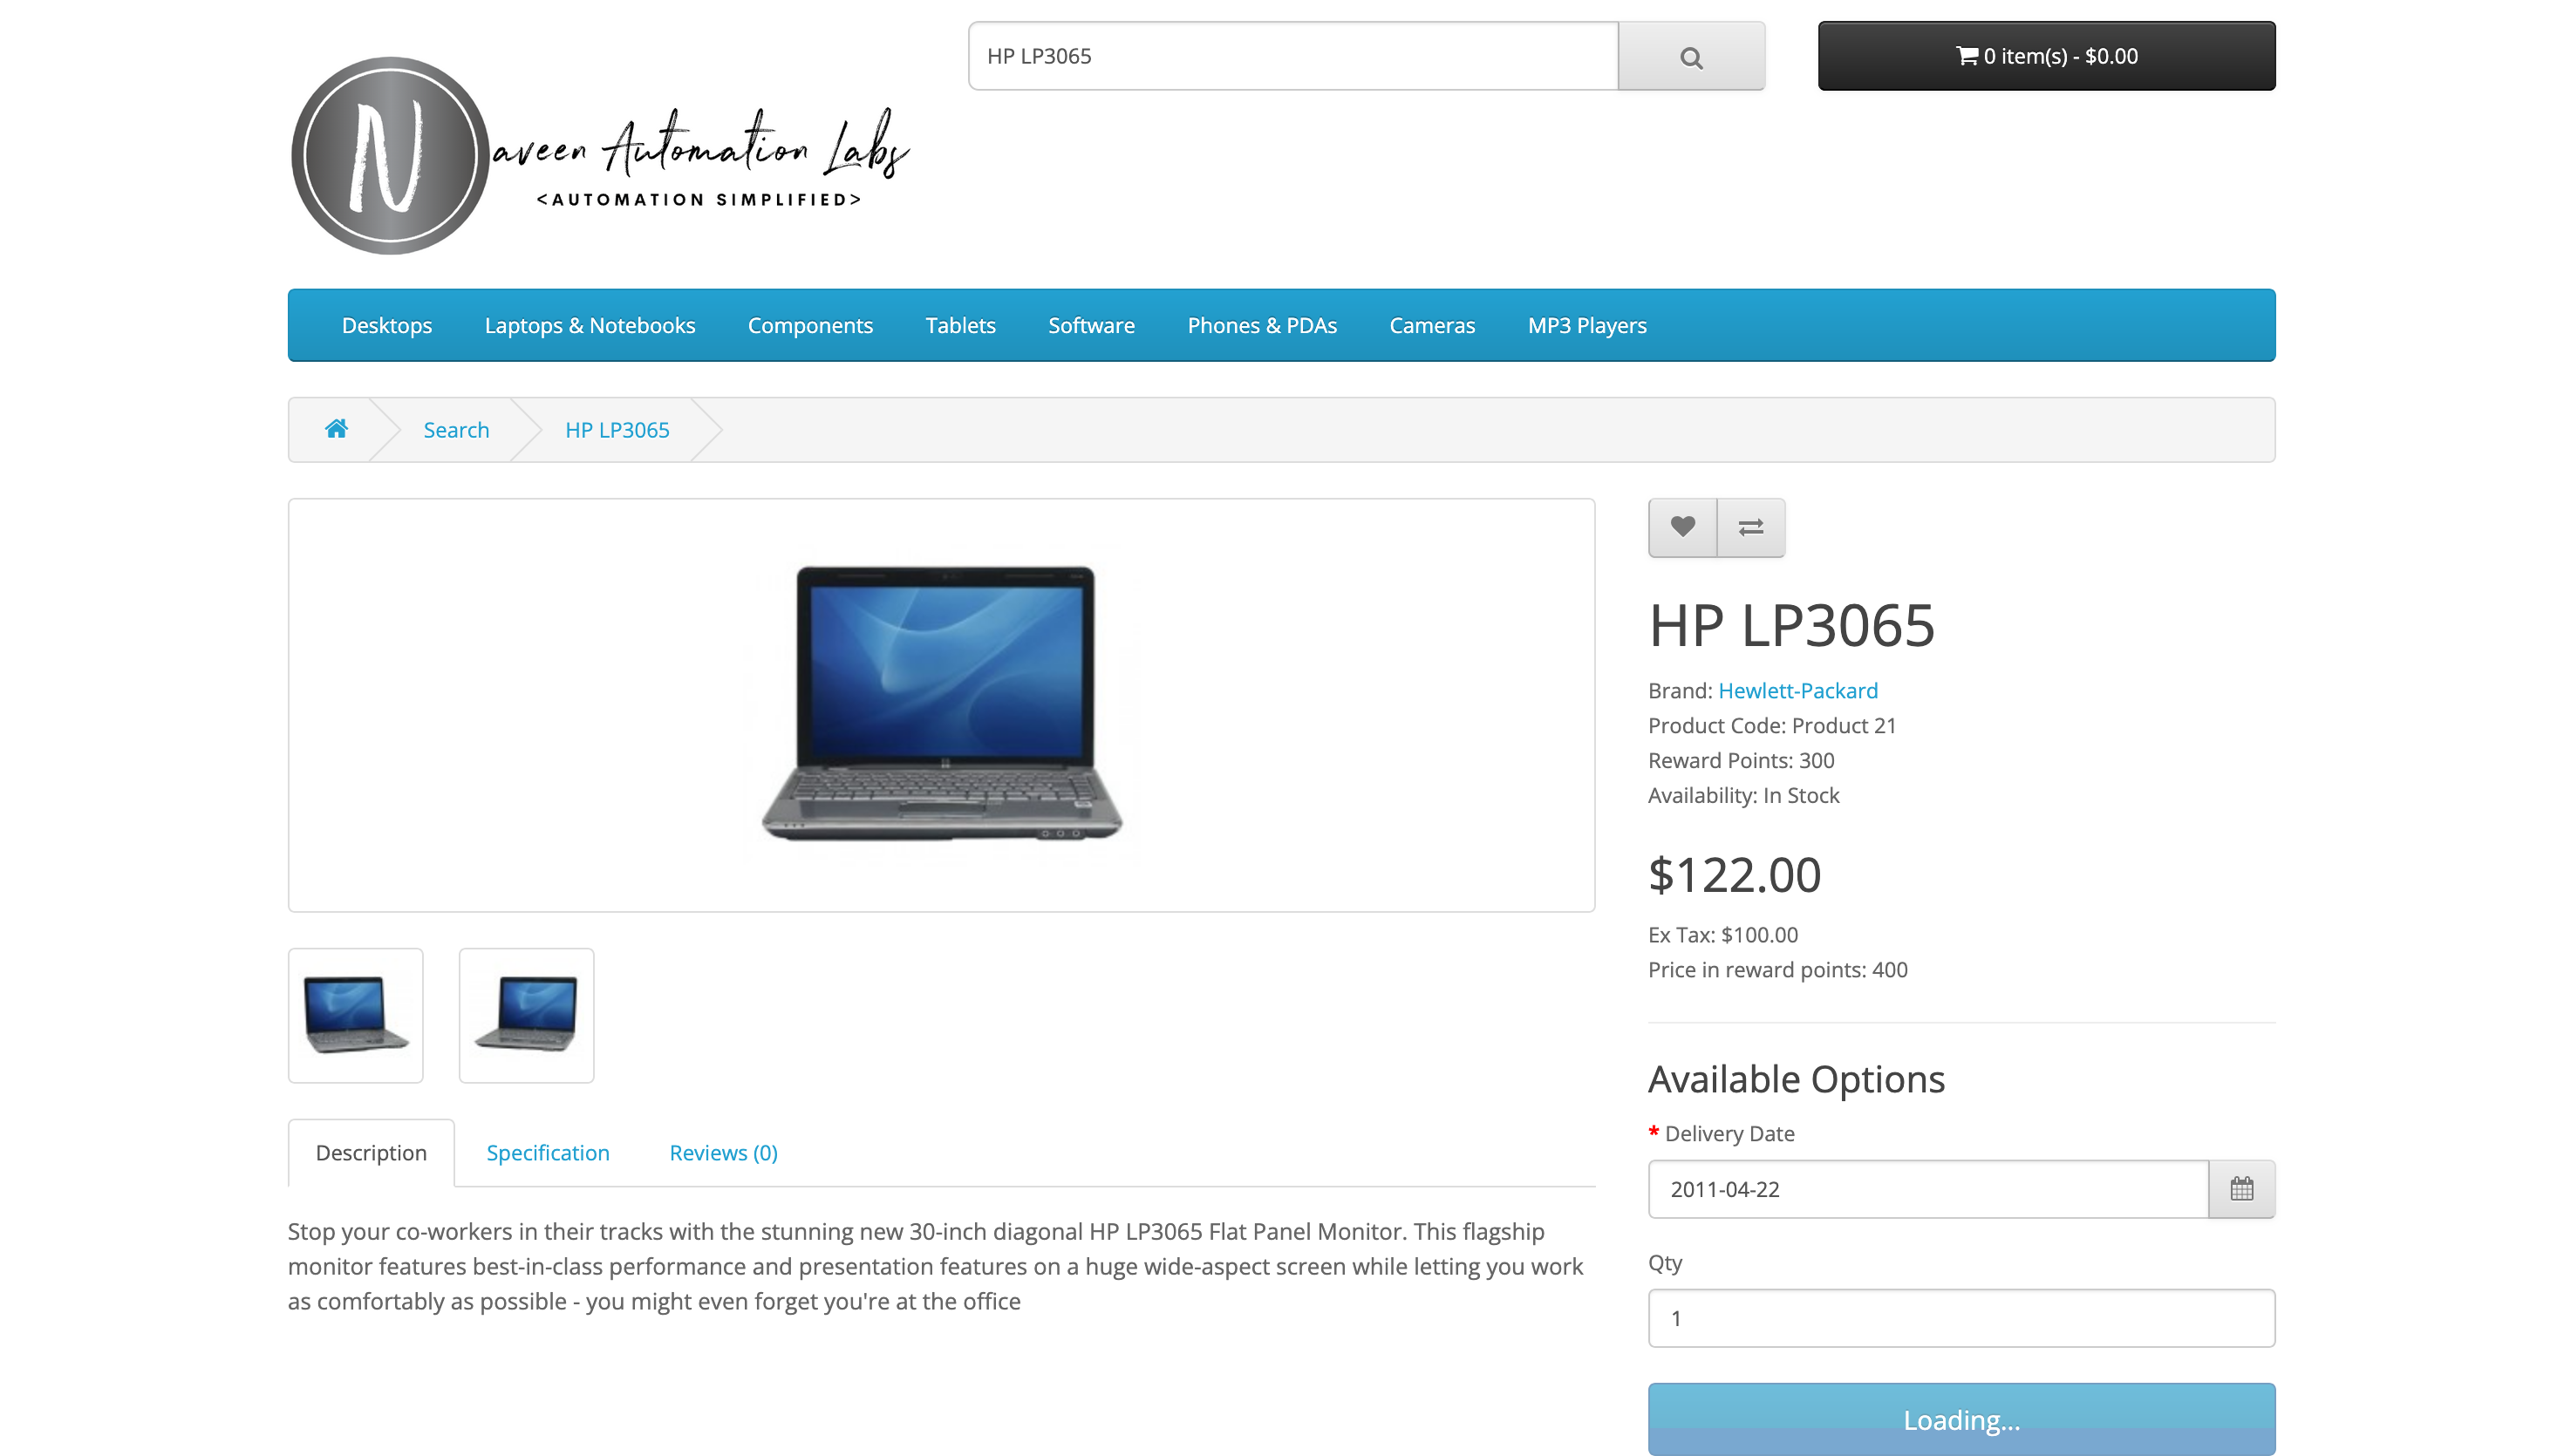 HP LP3065
0 item(s) - $0.00
N
aveen Automation Labs
<AUTOMATION SIMPLIFIED>
Desktops Laptops & Notebooks Components Tablets Software Phones & PDAs Cameras MP3 Players
Search HP LP3065
HP LP3065
Brand: Hewlett-Packard
Product Code: Product 21
Reward Points: 300
Availability: In Stock
$122.00
Ex Tax: $100.00
Price in reward points: 400
Available Options
* Delivery Date
2011-04-22
Qty
1
Loading...
Description Specification Reviews (0)
Stop your co-workers in their tracks with the stunning new 30-inch diagonal HP LP3065 Flat Panel Monitor. This flagship
monitor features best-in-class performance and presentation features on a huge wide-aspect screen while letting you work
as comfortably as possible - you might even forget you're at the office